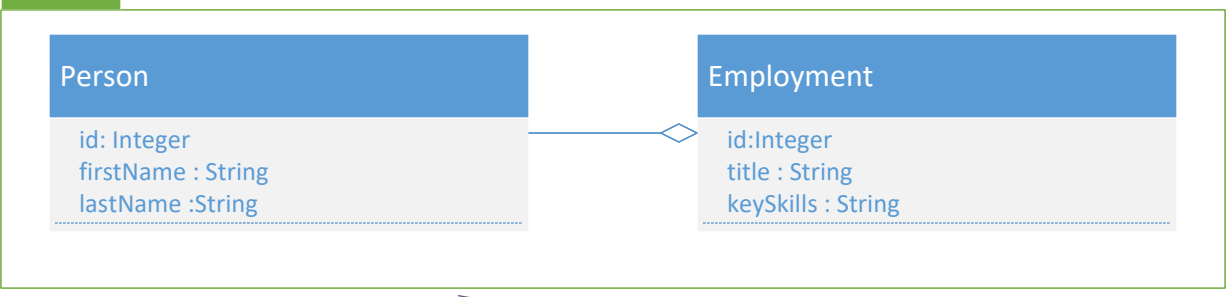 Person
id: Integer
firstName : String
lastName :String
Employment
id:Integer
title : String
keySkills : String